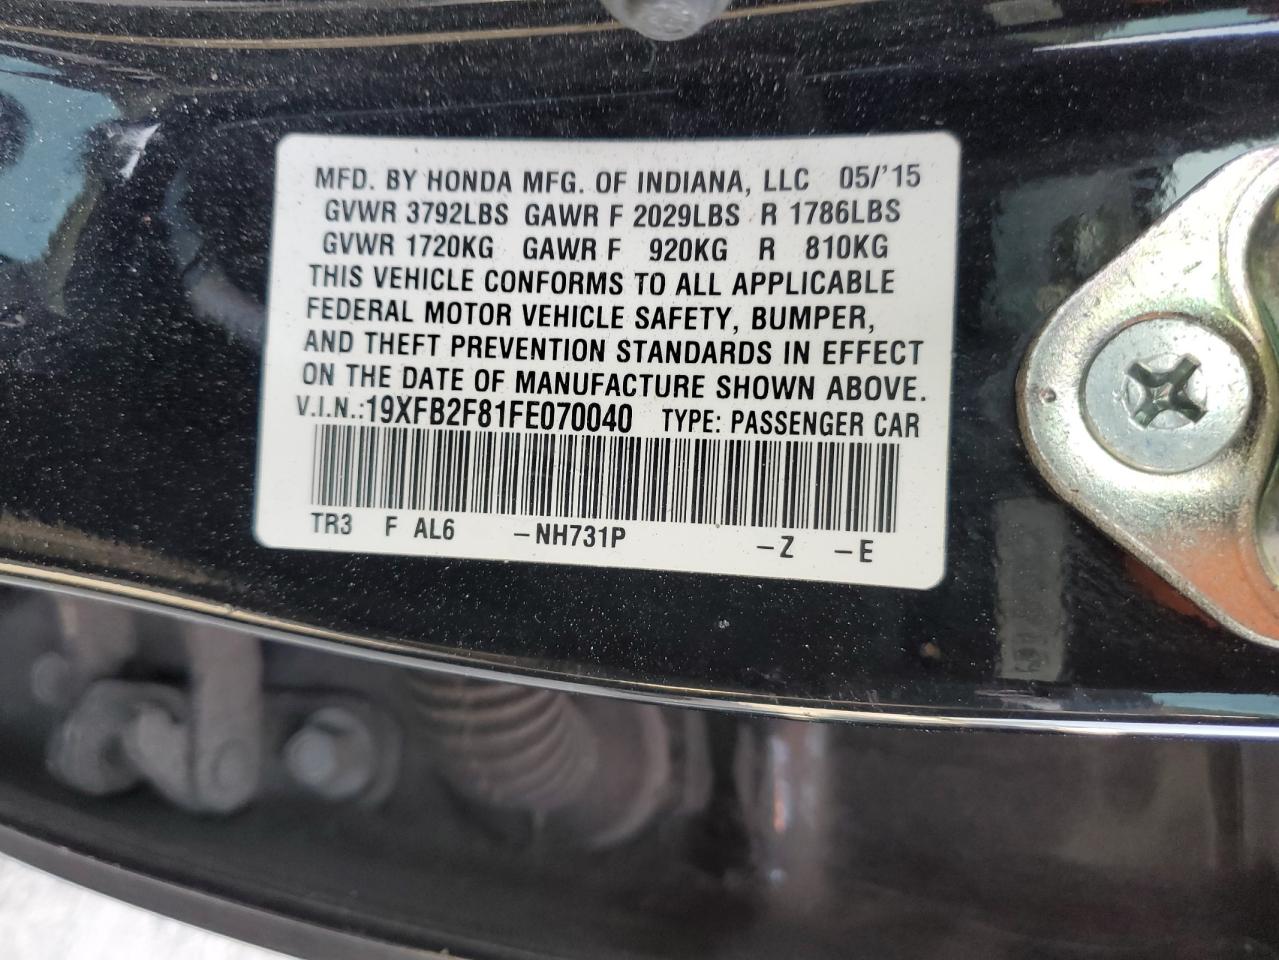 MFD. BY HONDA MFG. OF INDIANA, LLC 05/'15
GVWR 3792LBS GAWR F 2029LBS R 1786LBS
GVWR 1720KG GAWR F 920KG R 810KG
THIS VEHICLE CONFORMS TO ALL APPLICABLE
FEDERAL MOTOR VEHICLE SAFETY, BUMPER,
AND THEFT PREVENTION STANDARDS IN EFFECT
ON THE DATE OF MANUFACTURE SHOWN ABOVE.
V.I.N.:19XFB2F81FE070040 TYPE: PASSENGER CAR
TR3 F AL6 -NH731P -Z -E